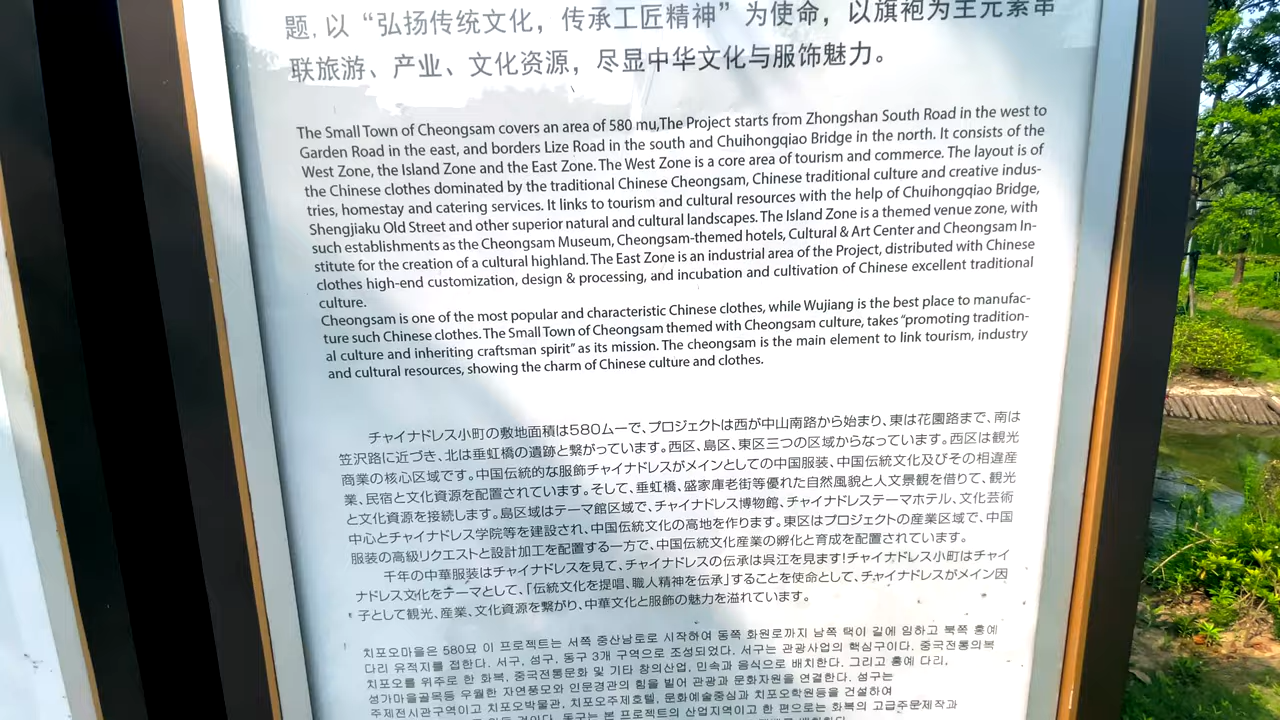 题，以“弘扬传统文化，传承工匠精神”为使命，以旗袍为主元素串
联旅游、产业、文化资源，尽显中华文化与服饰魅力。
The Small Town of Cheongsam covers an area of 580 mu,The Project starts from Zhongshan South Road in the west to
Garden Road in the east, and borders Lize Road in the south and Chuihongqiao Bridge in the north. It consists of the
West Zone, the Island Zone and the East Zone. The West Zone is a core area of tourism and commerce. The layout is of
the Chinese clothes dominated by the traditional Chinese Cheongsam, Chinese traditional culture and creative indus-
tries, homestay and catering services. It links to tourism and cultural resources with the help of Chuihongqiao Bridge,
Shengjiaku Old Street and other superior natural and cultural landscapes. The Island Zone is a themed venue zone, with
such establishments as the Cheongsam Museum, Cheongsam-themed hotels, Cultural & Art Center and Cheongsam In-
stitute for the creation of a cultural highland. The East Zone is an industrial area of the Project, distributed with Chinese
clothes high-end customization, design & processing, and incubation and cultivation of Chinese excellent traditional
culture.
Cheongsam is one of the most popular and characteristic Chinese clothes, while Wujiang is the best place to manufac-
ture such Chinese clothes. The Small Town of Cheongsam themed with Cheongsam culture, takes “promoting tradition-
al culture and inheriting craftsman spirit” as its mission. The cheongsam is the main element to link tourism, industry
and cultural resources, showing the charm of Chinese culture and clothes.
チャイナドレス小町の敷地面積は580ムーで、プロジェクトは西が中山南路から始まり、東は花園路まで、南は
笠沢路に近づき、北は垂虹橋の遺跡と繋がっています。西区、島区、東区三つの区域からなっています。西区は観光
商業の核心区域です。中国伝統的な服飾チャイナドレスがメインとしての中国服装、中国伝統文化及びその相違産
業、民宿と文化資源を配置されています。そして、垂虹橋、盛家庫老街等優れた自然風貌と人文景観を借りて、観光
と文化資源を接続します。島区域はテーマ館区域で、チャイナドレス博物館、チャイナドレステーマホテル、文化芸術
中心とチャイナドレス学院等を建設され、中国伝統文化の高地を作ります。東区はプロジェクトの産業区域で、中国
服装の高級リクエストと設計加工を配置する一方で、中国伝統文化産業の孵化と育成を配置されています。
千年の中華服装はチャイナドレスを見て、チャイナドレスの伝承は呉江を見ます！チャイナドレス小町はチャイ
ナドレス文化をテーマとして、「伝統文化を提唱、職人精神を伝承」することを使命として、チャイナドレスがメイン因
子として観光、産業、文化資源を繋がり、中華文化と服飾の魅力を溢れています。
치포오마을은 580묘 이 프로젝트는 서쪽 중산남로로 시작하여 동쪽 화원로까지 남쪽 택이 길에 임하고 북쪽 홍예
다리 유적지를 접한다. 서구, 섬구, 동구 3개 구역으로 조성되었다. 서구는 관광사업의 핵심구이다. 중국전통의복
치포오를 위주로 한 화복, 중국전통문화 및 기타 창의산업, 민속과 음식으로 배치한다. 그리고 홍예 다리,
성가마을골목등 우월한 자연풍모와 인문경관의 힘을 빌어 관광과 문화자원을 연결한다. 섬구는
주제전시관구역이고 치포오박물관, 치포오주제호텔, 문화예술중심과 치포오학원등을 건설하여
동구는 본 프로젝트의 산업지역이고 한 편으로는 화복의 고급주문제작과